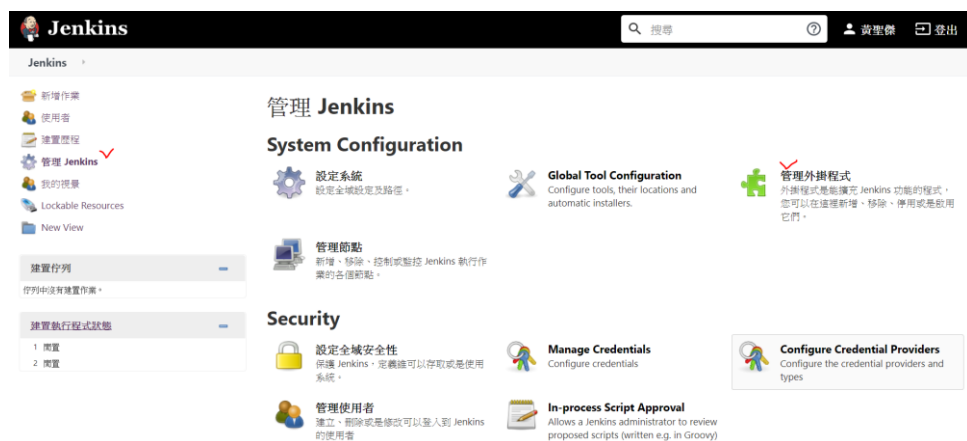 Jenkins
搜尋
黃聖傑
登出
Jenkins
新增作業
使用者
建置歷程
管理 Jenkins
我的視景
Lockable Resources
New View
建置佇列
佇列中沒有建置作業。
建置執行程式狀態
1 閒置
2 閒置
管理 Jenkins
System Configuration
設定系統
設定全域設定及路徑。
Global Tool Configuration
Configure tools, their locations and
automatic installers.
管理外掛程式
外掛程式是能擴充 Jenkins 功能的程式，
您可以在這裡新增、移除、停用或是啟用
它們。
管理節點
新增、移除、控制或監控 Jenkins 執行作
業的各個節點。
Security
設定全域安全性
保護 Jenkins，定義誰可以存取或是使用
系統。
Manage Credentials
Configure credentials
Configure Credential Providers
Configure the credential providers and
types
管理使用者
建立、刪除或是修改可以登入到 Jenkins
的使用者
In-process Script Approval
Allows a Jenkins administrator to review
proposed scripts (written e.g. in Groovy)